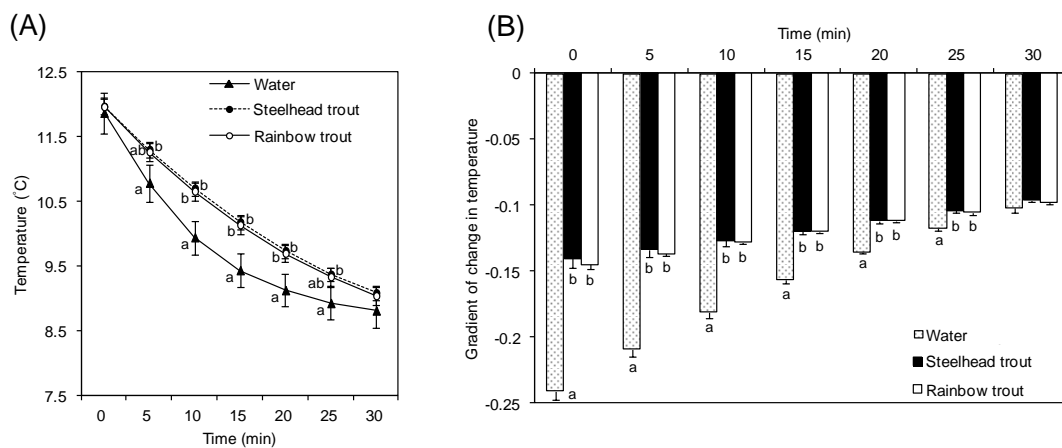 (A)
12.5
11.5
10.5
9.5
8.5
7.5
Temperature (°C)
Water
Steelhead trout
Rainbow trout
ab b
a
b b
a
b b
a
b b
a
ab b
a
0 5 10 15 20 25 30
Time (min)
(B)
Time (min)
0 5 10 15 20 25 30
0
-0.05
-0.1
-0.15
-0.2
-0.25
Gradient of change in temperature
a b b
a b b
a b b
a b b
a b b
a b b
Water
Steelhead trout
Rainbow trout